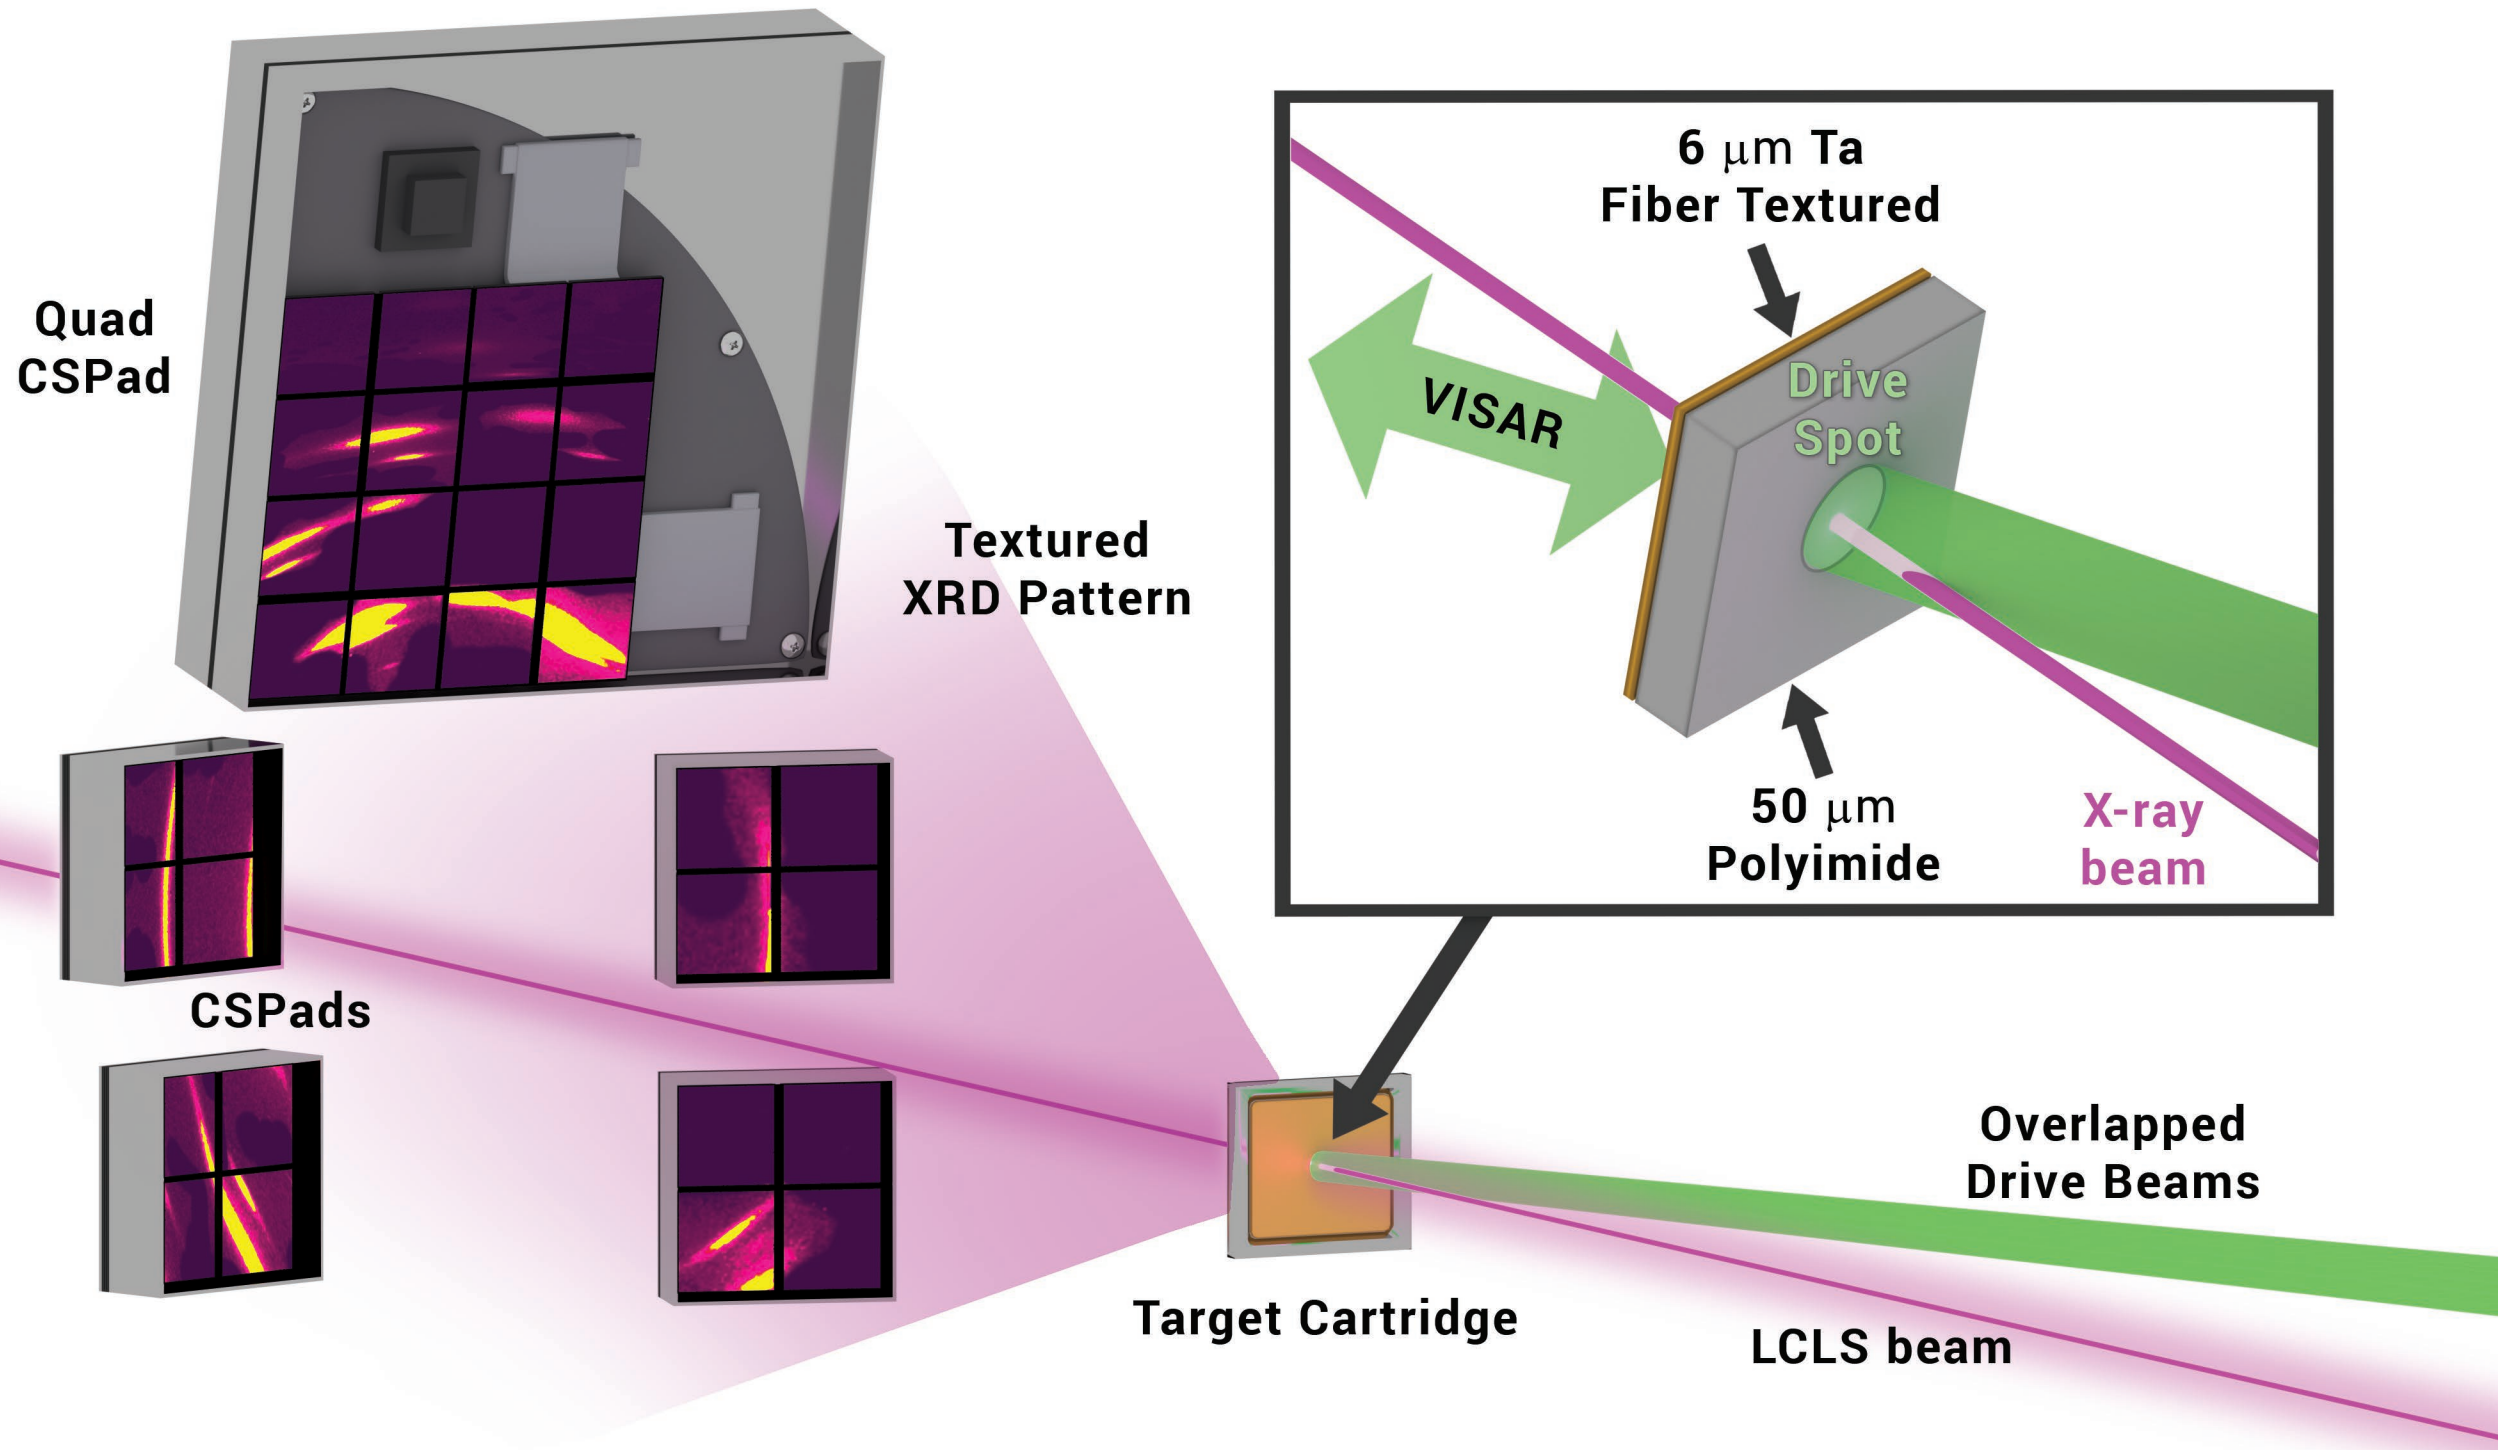 Quad
CSPad
Textured
XRD Pattern
CSPads
6 μm Ta
Fiber Textured
Drive
Spot
VISAR
50 μm
Polyimide
X-ray
beam
Overlapped
Drive Beams
Target Cartridge
LCLS beam